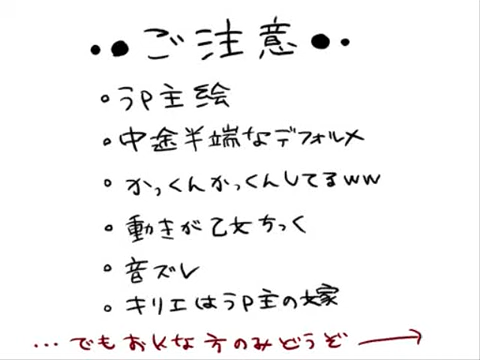 ••ご注意••
• うp主絵
• 中途半端なデフォルメ
• かっくんかっくんしてるww
• 動きが乙女ちっく
• 音ズレ
• キリエはうp主の嫁
…でもおkな方のみどうぞ→